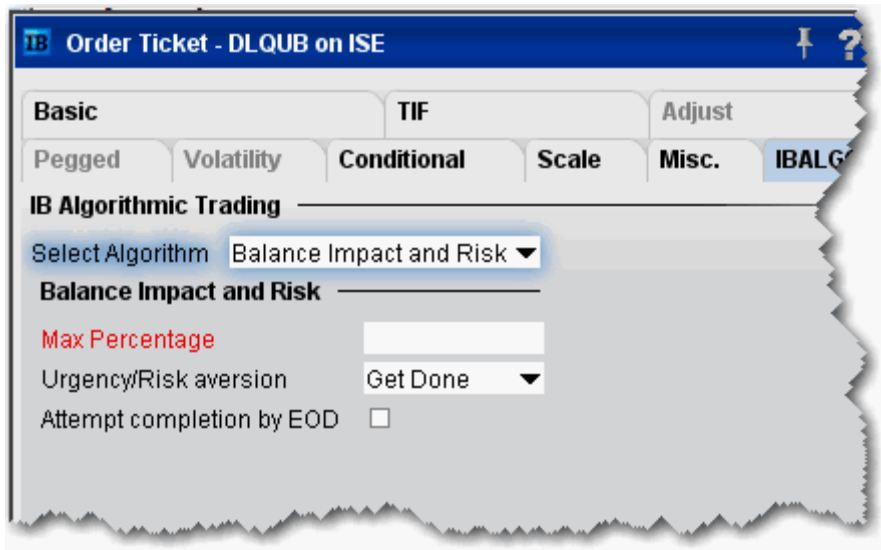 IB Order Ticket - DLQUB on ISE ?
Basic TIF Adjust
Pegged Volatility Conditional Scale Misc. IBALG
IB Algorithmic Trading
Select Algorithm Balance Impact and Risk
Balance Impact and Risk
Max Percentage
Urgency/Risk aversion Get Done
Attempt completion by EOD